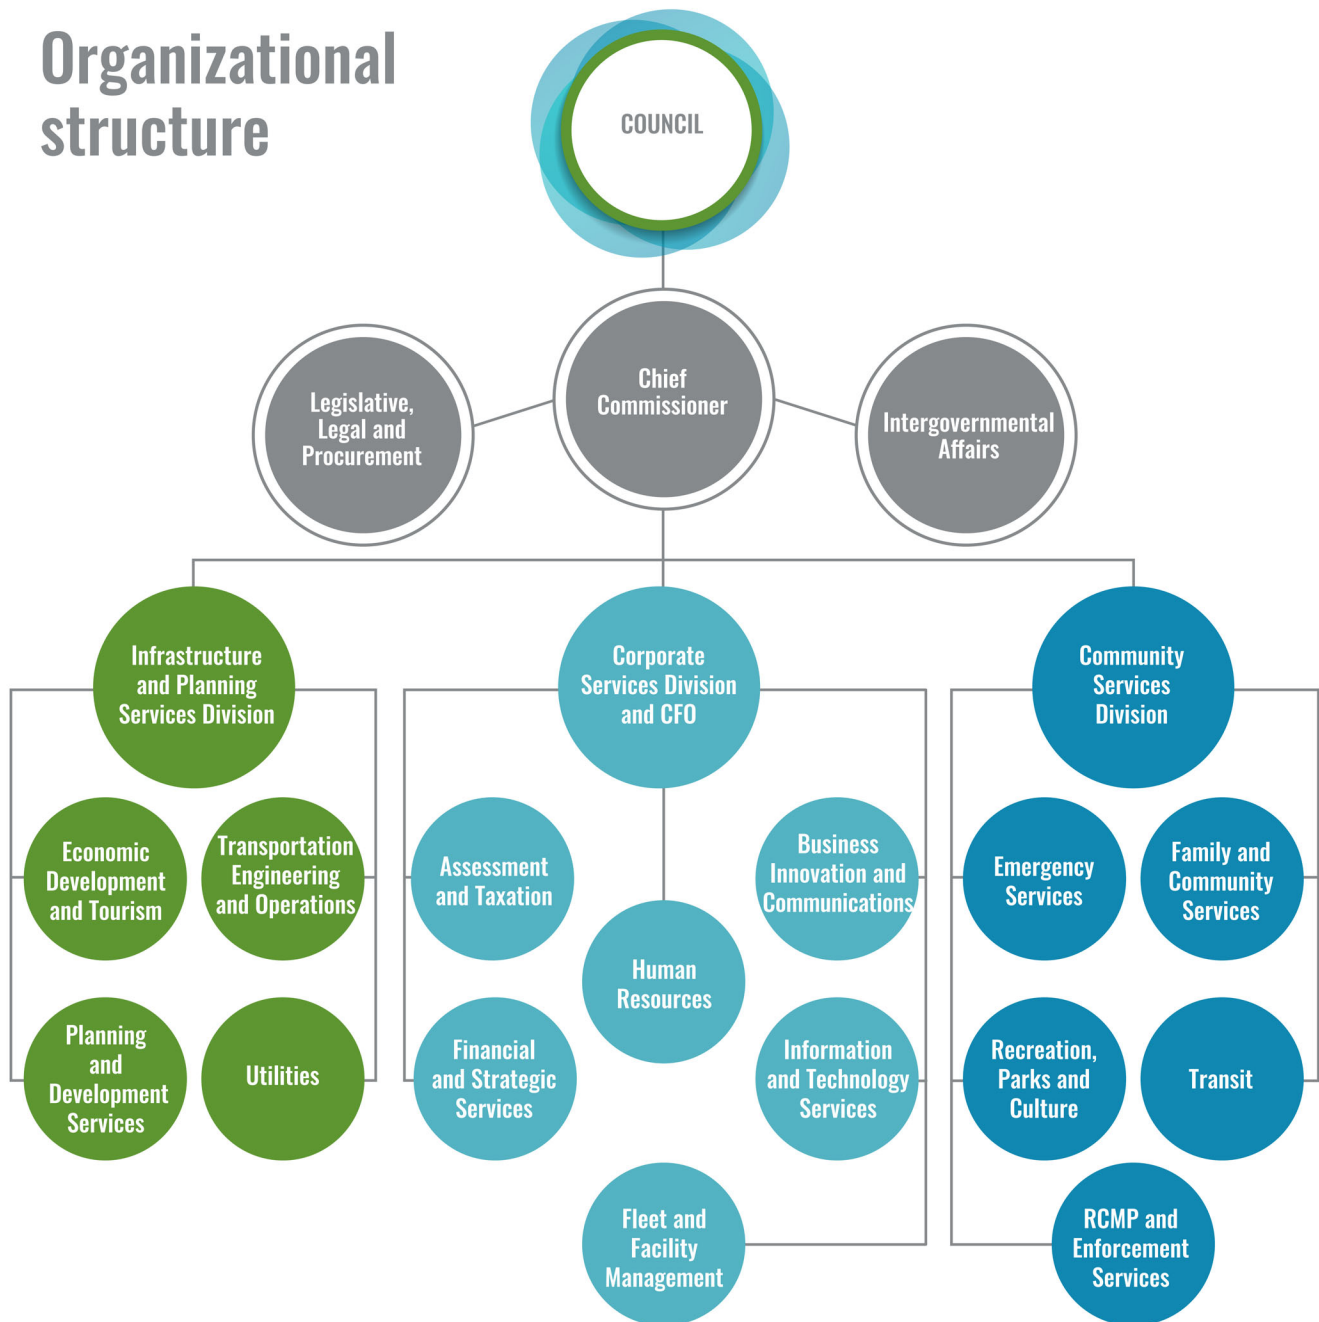 Organizational
structure
COUNCIL
Chief
Commissioner
Legislative,
Legal and
Procurement
Intergovernmental
Affairs
Infrastructure
and Planning
Services Division
Corporate
Services Division
and CFO
Community
Services
Division
Economic
Development
and Tourism
Transportation
Engineering
and Operations
Assessment
and Taxation
Business
Innovation and
Communications
Emergency
Services
Family and
Community
Services
Human
Resources
Planning
and
Development
Services
Utilities
Financial
and Strategic
Services
Information
and Technology
Services
Recreation,
Parks and
Culture
Transit
Fleet and
Facility
Management
RCMP and
Enforcement
Services